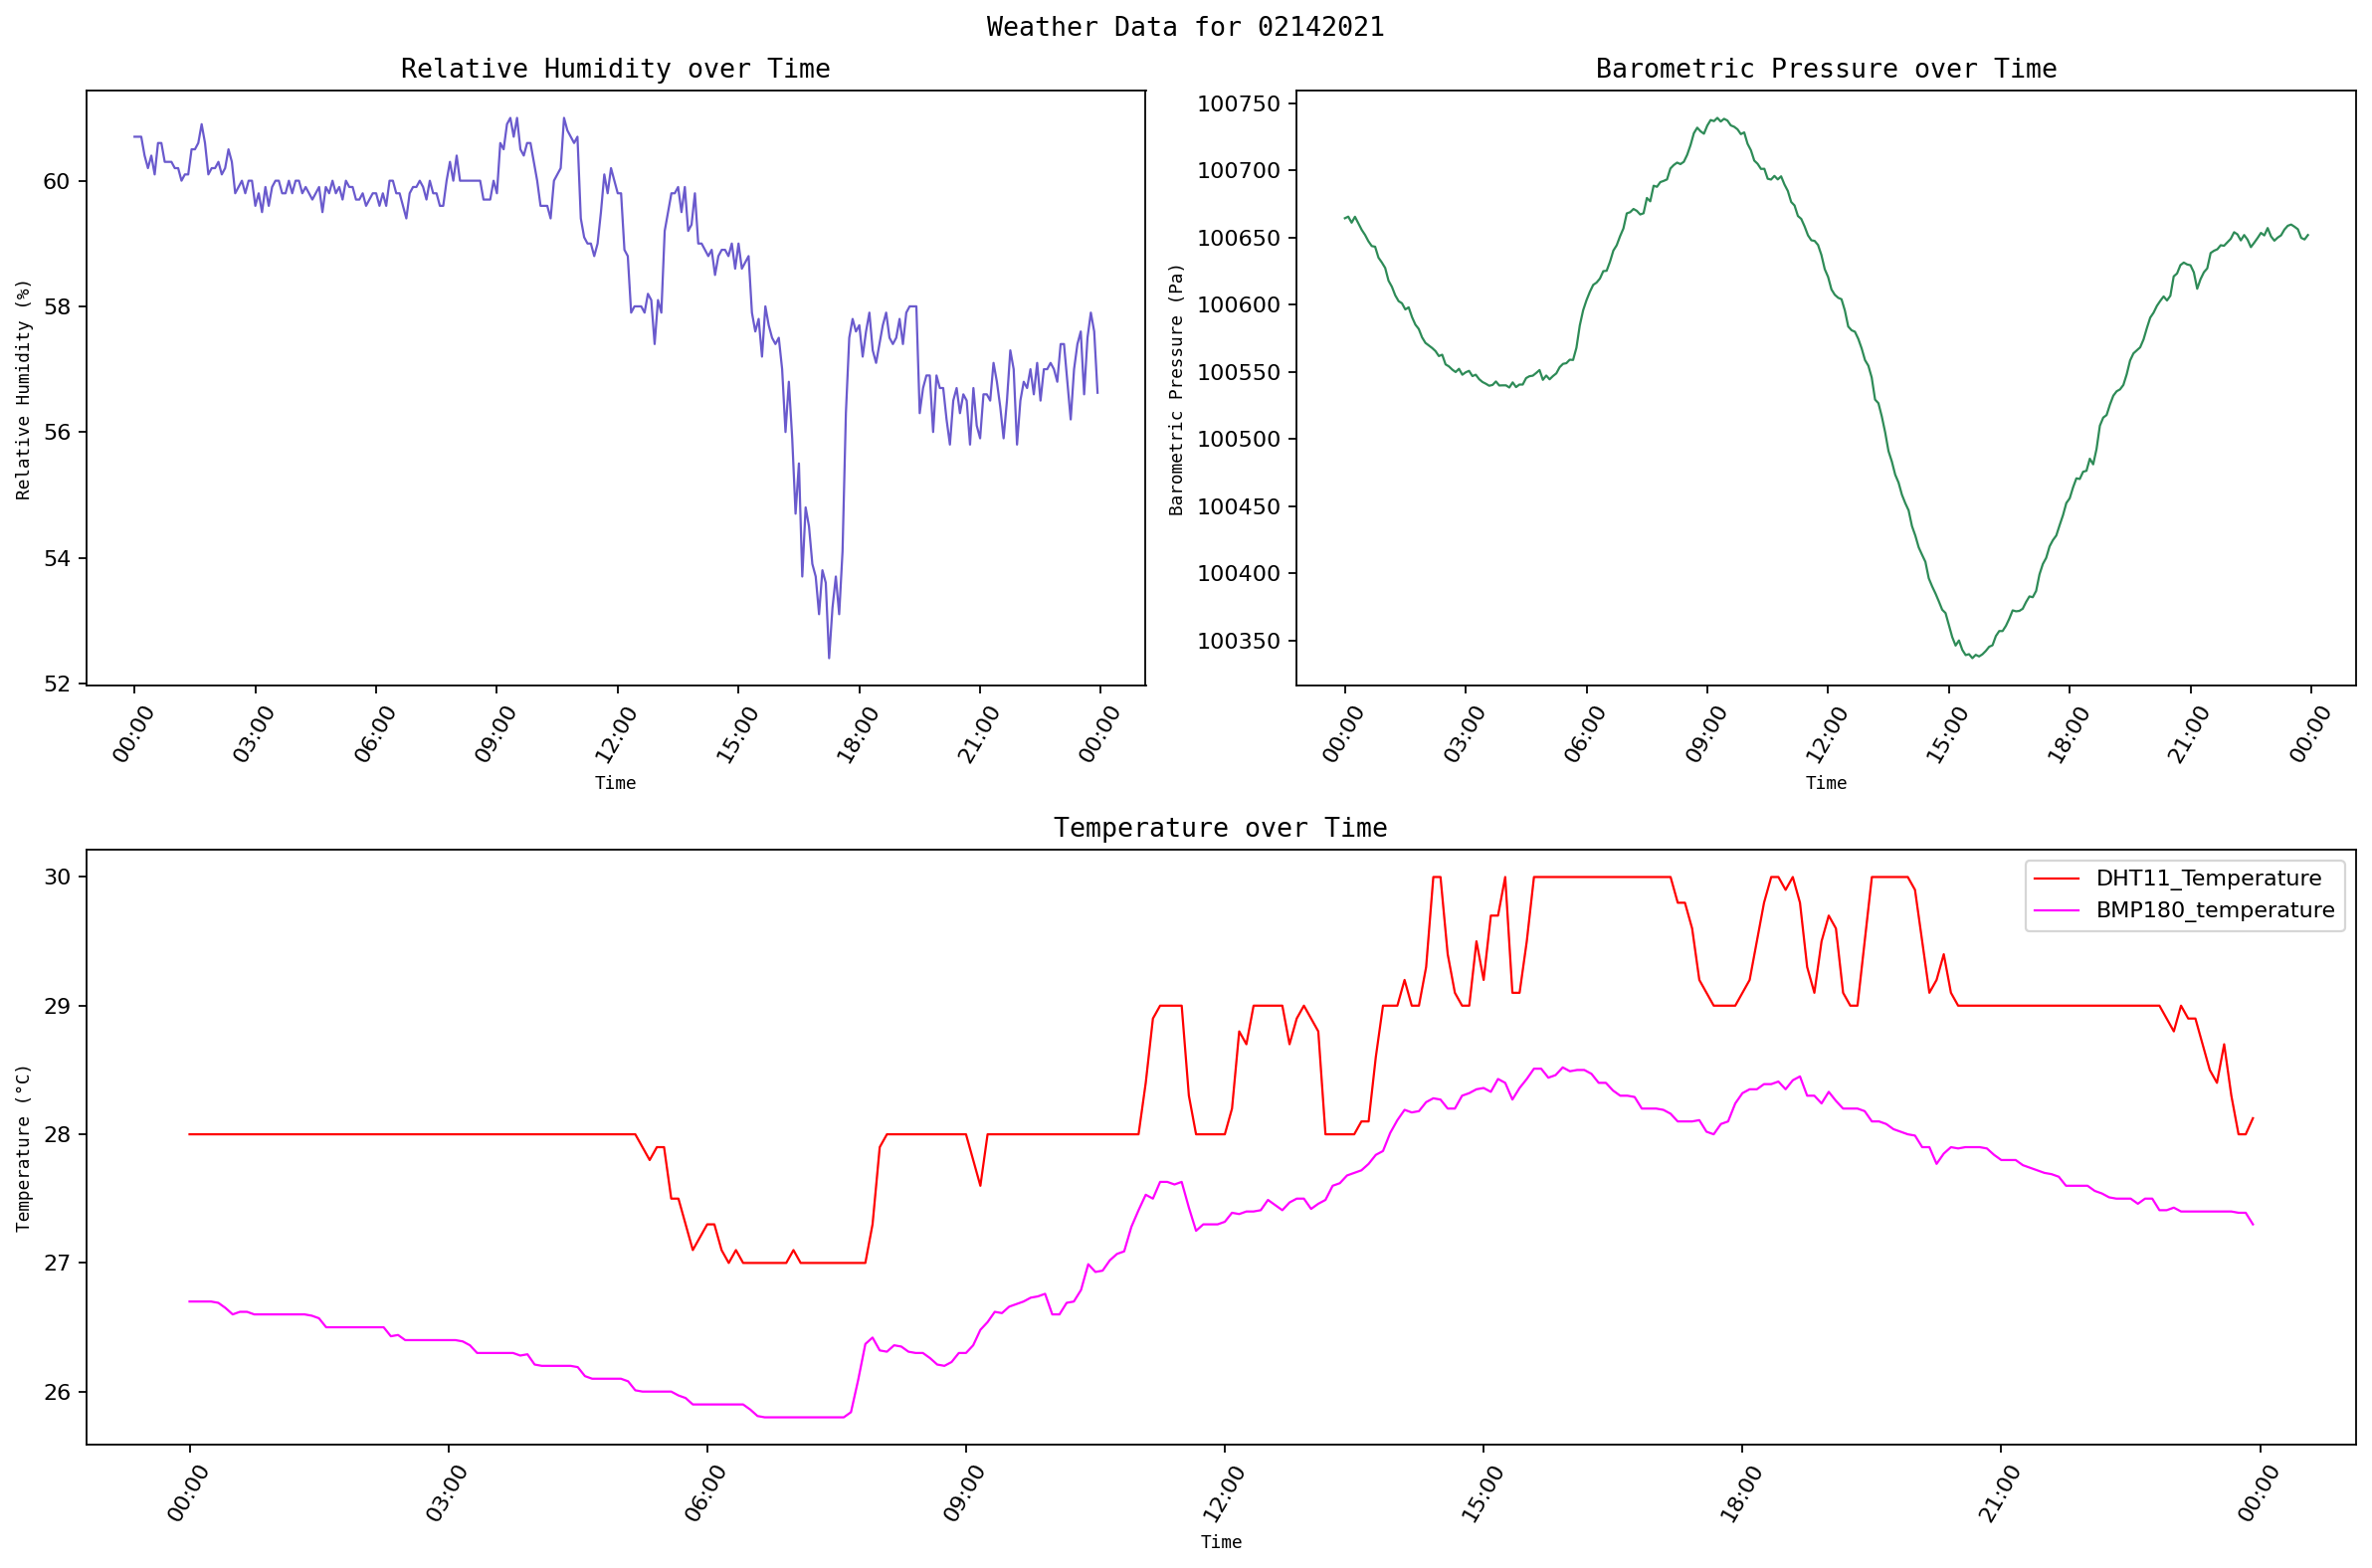 Weather Data for 02142021
Relative Humidity over Time
Relative Humidity (%)
60
58
56
54
52
00:00 03:00 06:00 09:00 12:00 15:00 18:00 21:00 00:00
Time
Barometric Pressure over Time
Barometric Pressure (Pa)
100750
100700
100650
100600
100550
100500
100450
100400
100350
00:00 03:00 06:00 09:00 12:00 15:00 18:00 21:00 00:00
Time
Temperature over Time
Temperature (°C)
30
29
28
27
26
DHT11_Temperature
BMP180_temperature
00:00 03:00 06:00 09:00 12:00 15:00 18:00 21:00 00:00
Time